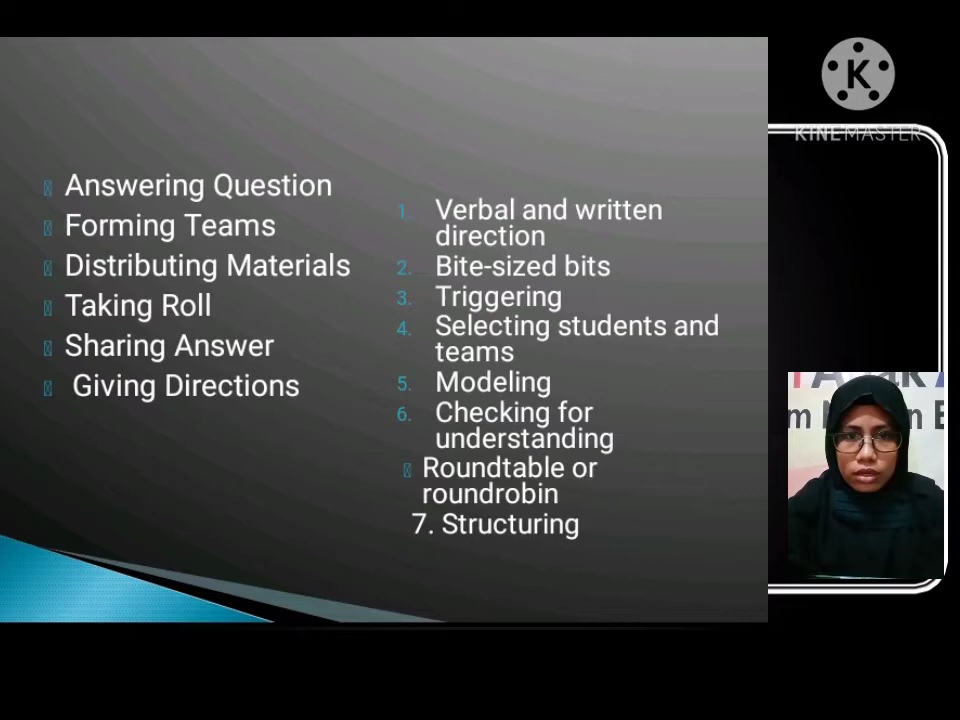 Answering Question
Forming Teams
Distributing Materials
Taking Roll
Sharing Answer
Giving Directions
1. Verbal and written
direction
2. Bite-sized bits
3. Triggering
4. Selecting students and
teams
5. Modeling
6. Checking for
understanding
Roundtable or
roundrobin
7. Structuring
K
KINEMASTER